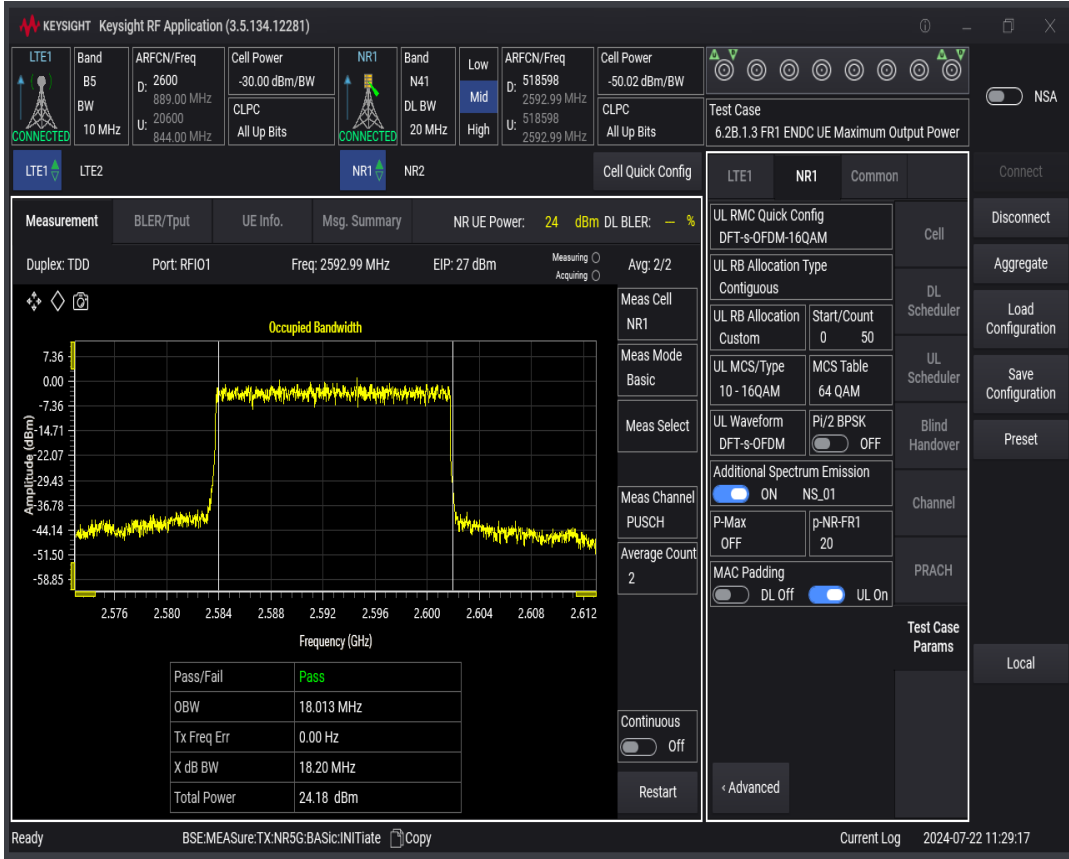 KEYSIGHT Keysight RF Application (3.5.134.12281)
LTE1 Band ARFCN/Freq Cell Power NR1 Band Low ARFCN/Freq Cell Power
B5 D: 2600 -30.00 dBm/BW N41 D: 518598 -50.02 dBm/BW
889.00 MHz Mid 2592.99 MHz NSA
BW CLPC DL BW CLPC Test Case
CONNECTED 10 MHz U: 20600 All Up Bits CONNECTED 20 MHz High U: 518598 All Up Bits 6.2B.1.3 FR1 ENDC UE Maximum Output Power
844.00 MHz 2592.99 MHz
LTE1 LTE2 NR1 NR2 Cell Quick Config LTE1 NR1 Common Connect
Measurement BLER/Tput UE Info. Msg. Summary NR UE Power: 24 dBm DL BLER: --- %
Duplex: TDD Port: RFIO1 Freq: 2592.99 MHz EIP: 27 dBm Measuring Avg: 2/2
Acquiring
Occupied Bandwidth
Amplitude (dBm)
7.36
0.00
-7.36
-14.71
-22.07
-29.43
-36.78
-44.14
-51.50
-58.85
2.576 2.580 2.584 2.588 2.592 2.596 2.600 2.604 2.608 2.612
Frequency (GHz)
Pass/Fail Pass
OBW 18.013 MHz
Tx Freq Err 0.00 Hz
X dB BW 18.20 MHz
Total Power 24.18 dBm
Meas Cell
NR1
Meas Mode
Basic
Meas Select
Meas Channel
PUSCH
Average Count
2
Continuous
Off
Restart
UL RMC Quick Config
DFT-s-OFDM-16QAM
UL RB Allocation Type
Contiguous
UL RB Allocation Start/Count
Custom 0 50
UL MCS/Type MCS Table
10 - 16QAM 64 QAM
UL Waveform Pi/2 BPSK
DFT-s-OFDM OFF
Additional Spectrum Emission
ON NS_01
P-Max p-NR-FR1
OFF 20
MAC Padding
DL Off UL On
‹ Advanced
Cell
DL
Scheduler
UL
Scheduler
Blind
Handover
Channel
PRACH
Test Case
Params
Disconnect
Aggregate
Load
Configuration
Save
Configuration
Preset
Local
Ready BSE:MEASure:TX:NR5G:BASic:INITiate Copy Current Log 2024-07-22 11:29:17